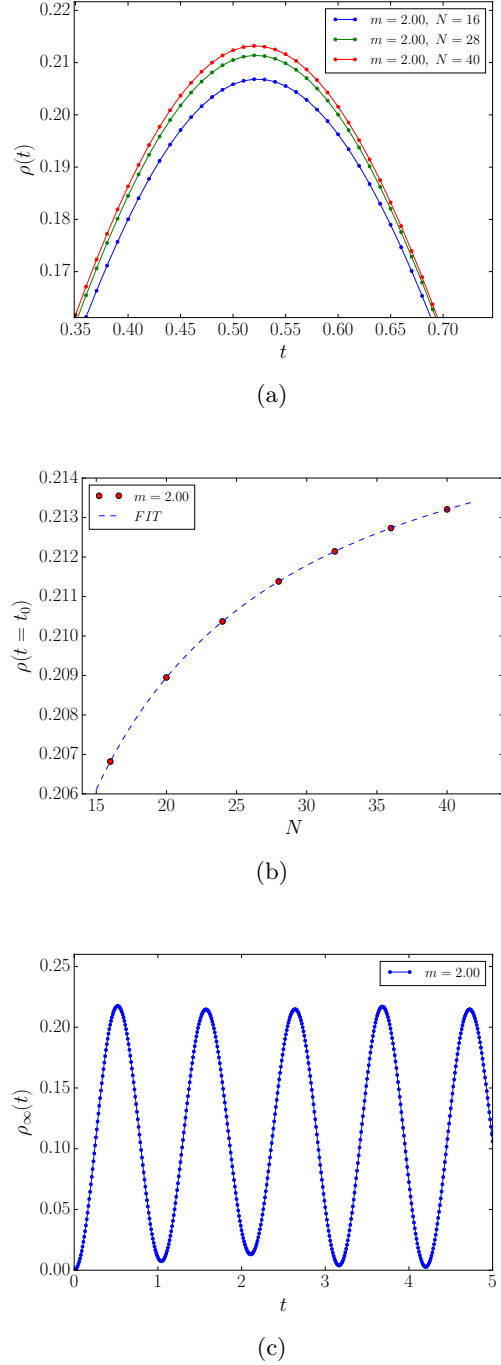 0.22
0.21
0.20
0.19
0.18
0.17
ρ(t)
m = 2.00, N = 16
m = 2.00, N = 28
m = 2.00, N = 40
0.35 0.40 0.45 0.50 0.55 0.60 0.65 0.70
t
(a)
0.214
0.213
0.212
0.211
0.210
0.209
0.208
0.207
0.206
ρ(t = t₀)
m = 2.00
FIT
15 20 25 30 35 40
N
(b)
0.25
0.20
0.15
0.10
0.05
0.00
ρ∞(t)
m = 2.00
0 1 2 3 4 5
t
(c)